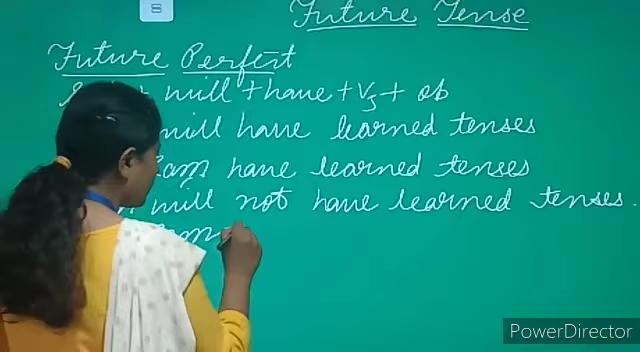 Future Tense
Future Perfect
will + have + V3 + ob
will have learned tenses
have learned tenses
will not have learned tenses.
PowerDirector